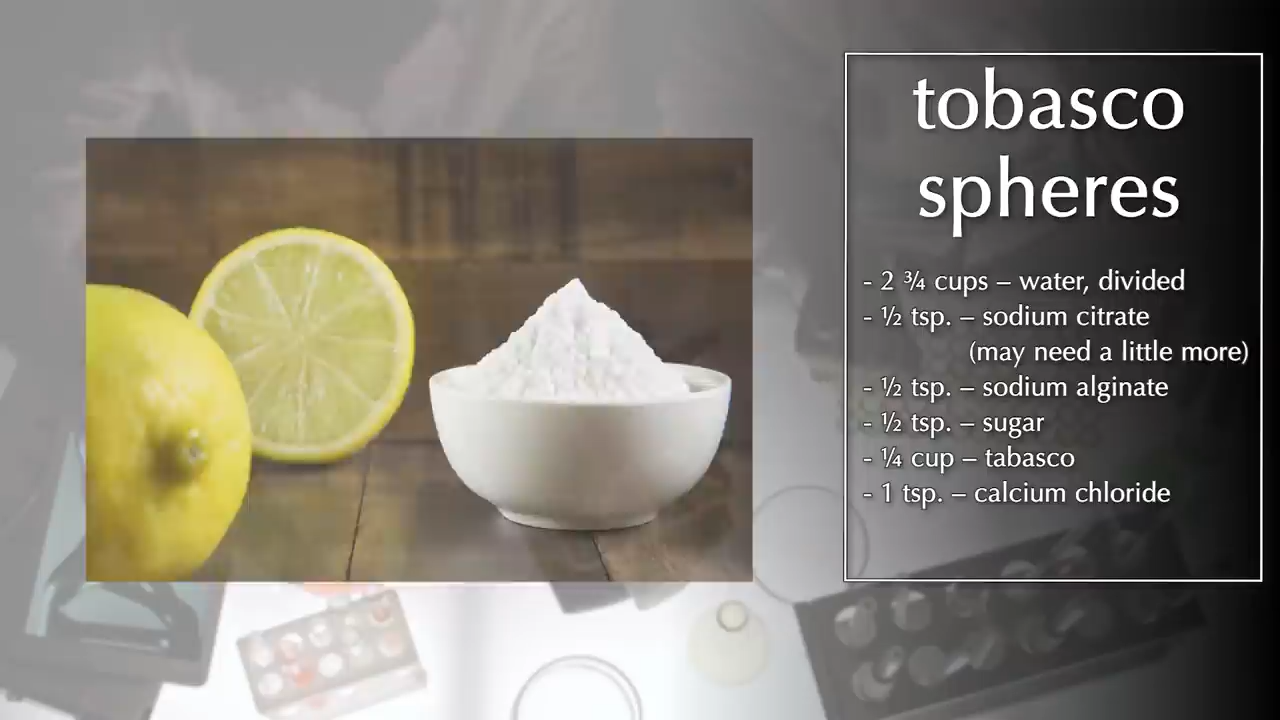 tobasco
spheres
- 2 ¾ cups – water, divided
- ½ tsp. – sodium citrate
(may need a little more)
- ½ tsp. – sodium alginate
- ½ tsp. – sugar
- ¼ cup – tabasco
- 1 tsp. – calcium chloride